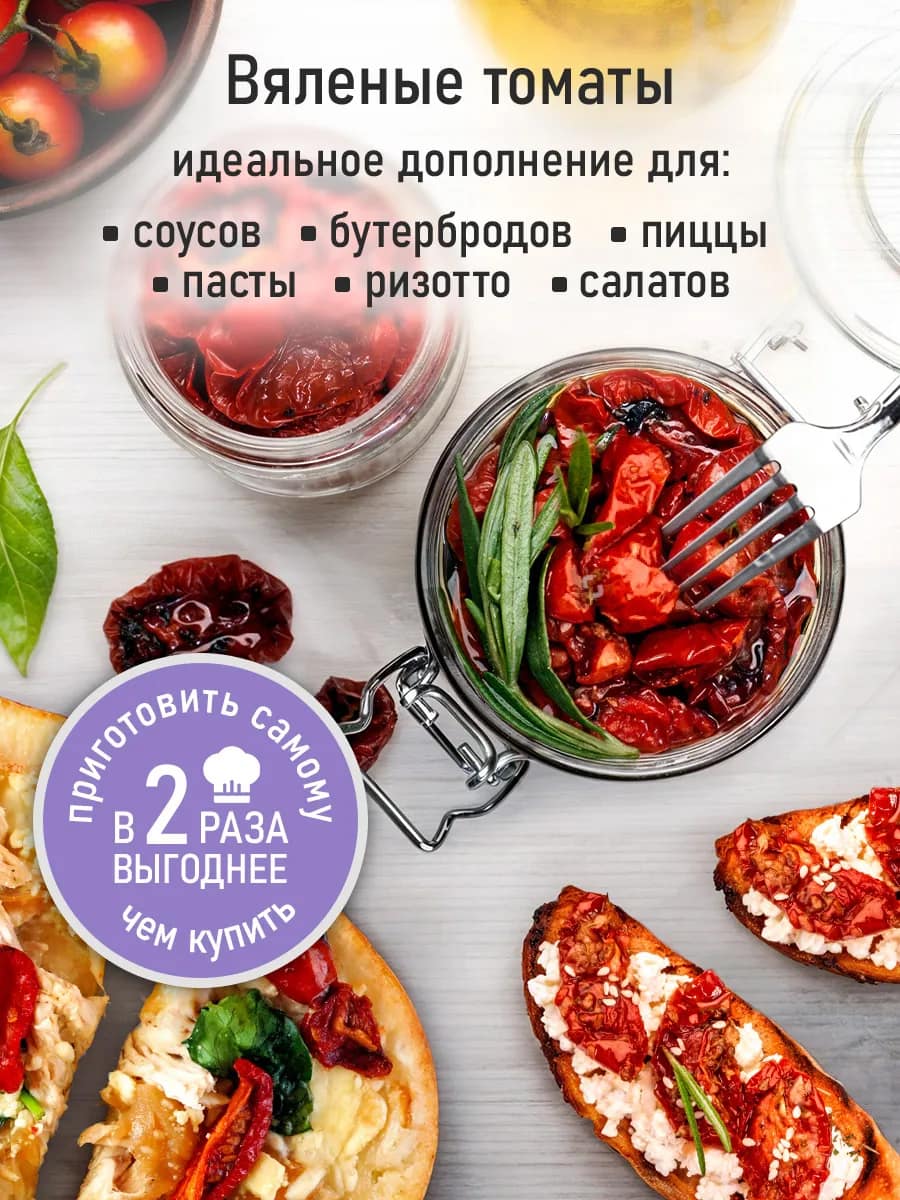 Вяленые томаты
идеальное дополнение для:
▪ соусов ▪ бутербродов ▪ пиццы
▪ пасты ▪ ризотто ▪ салатов
приготовить самому
В 2 РАЗА
ВЫГОДНЕЕ
чем купить